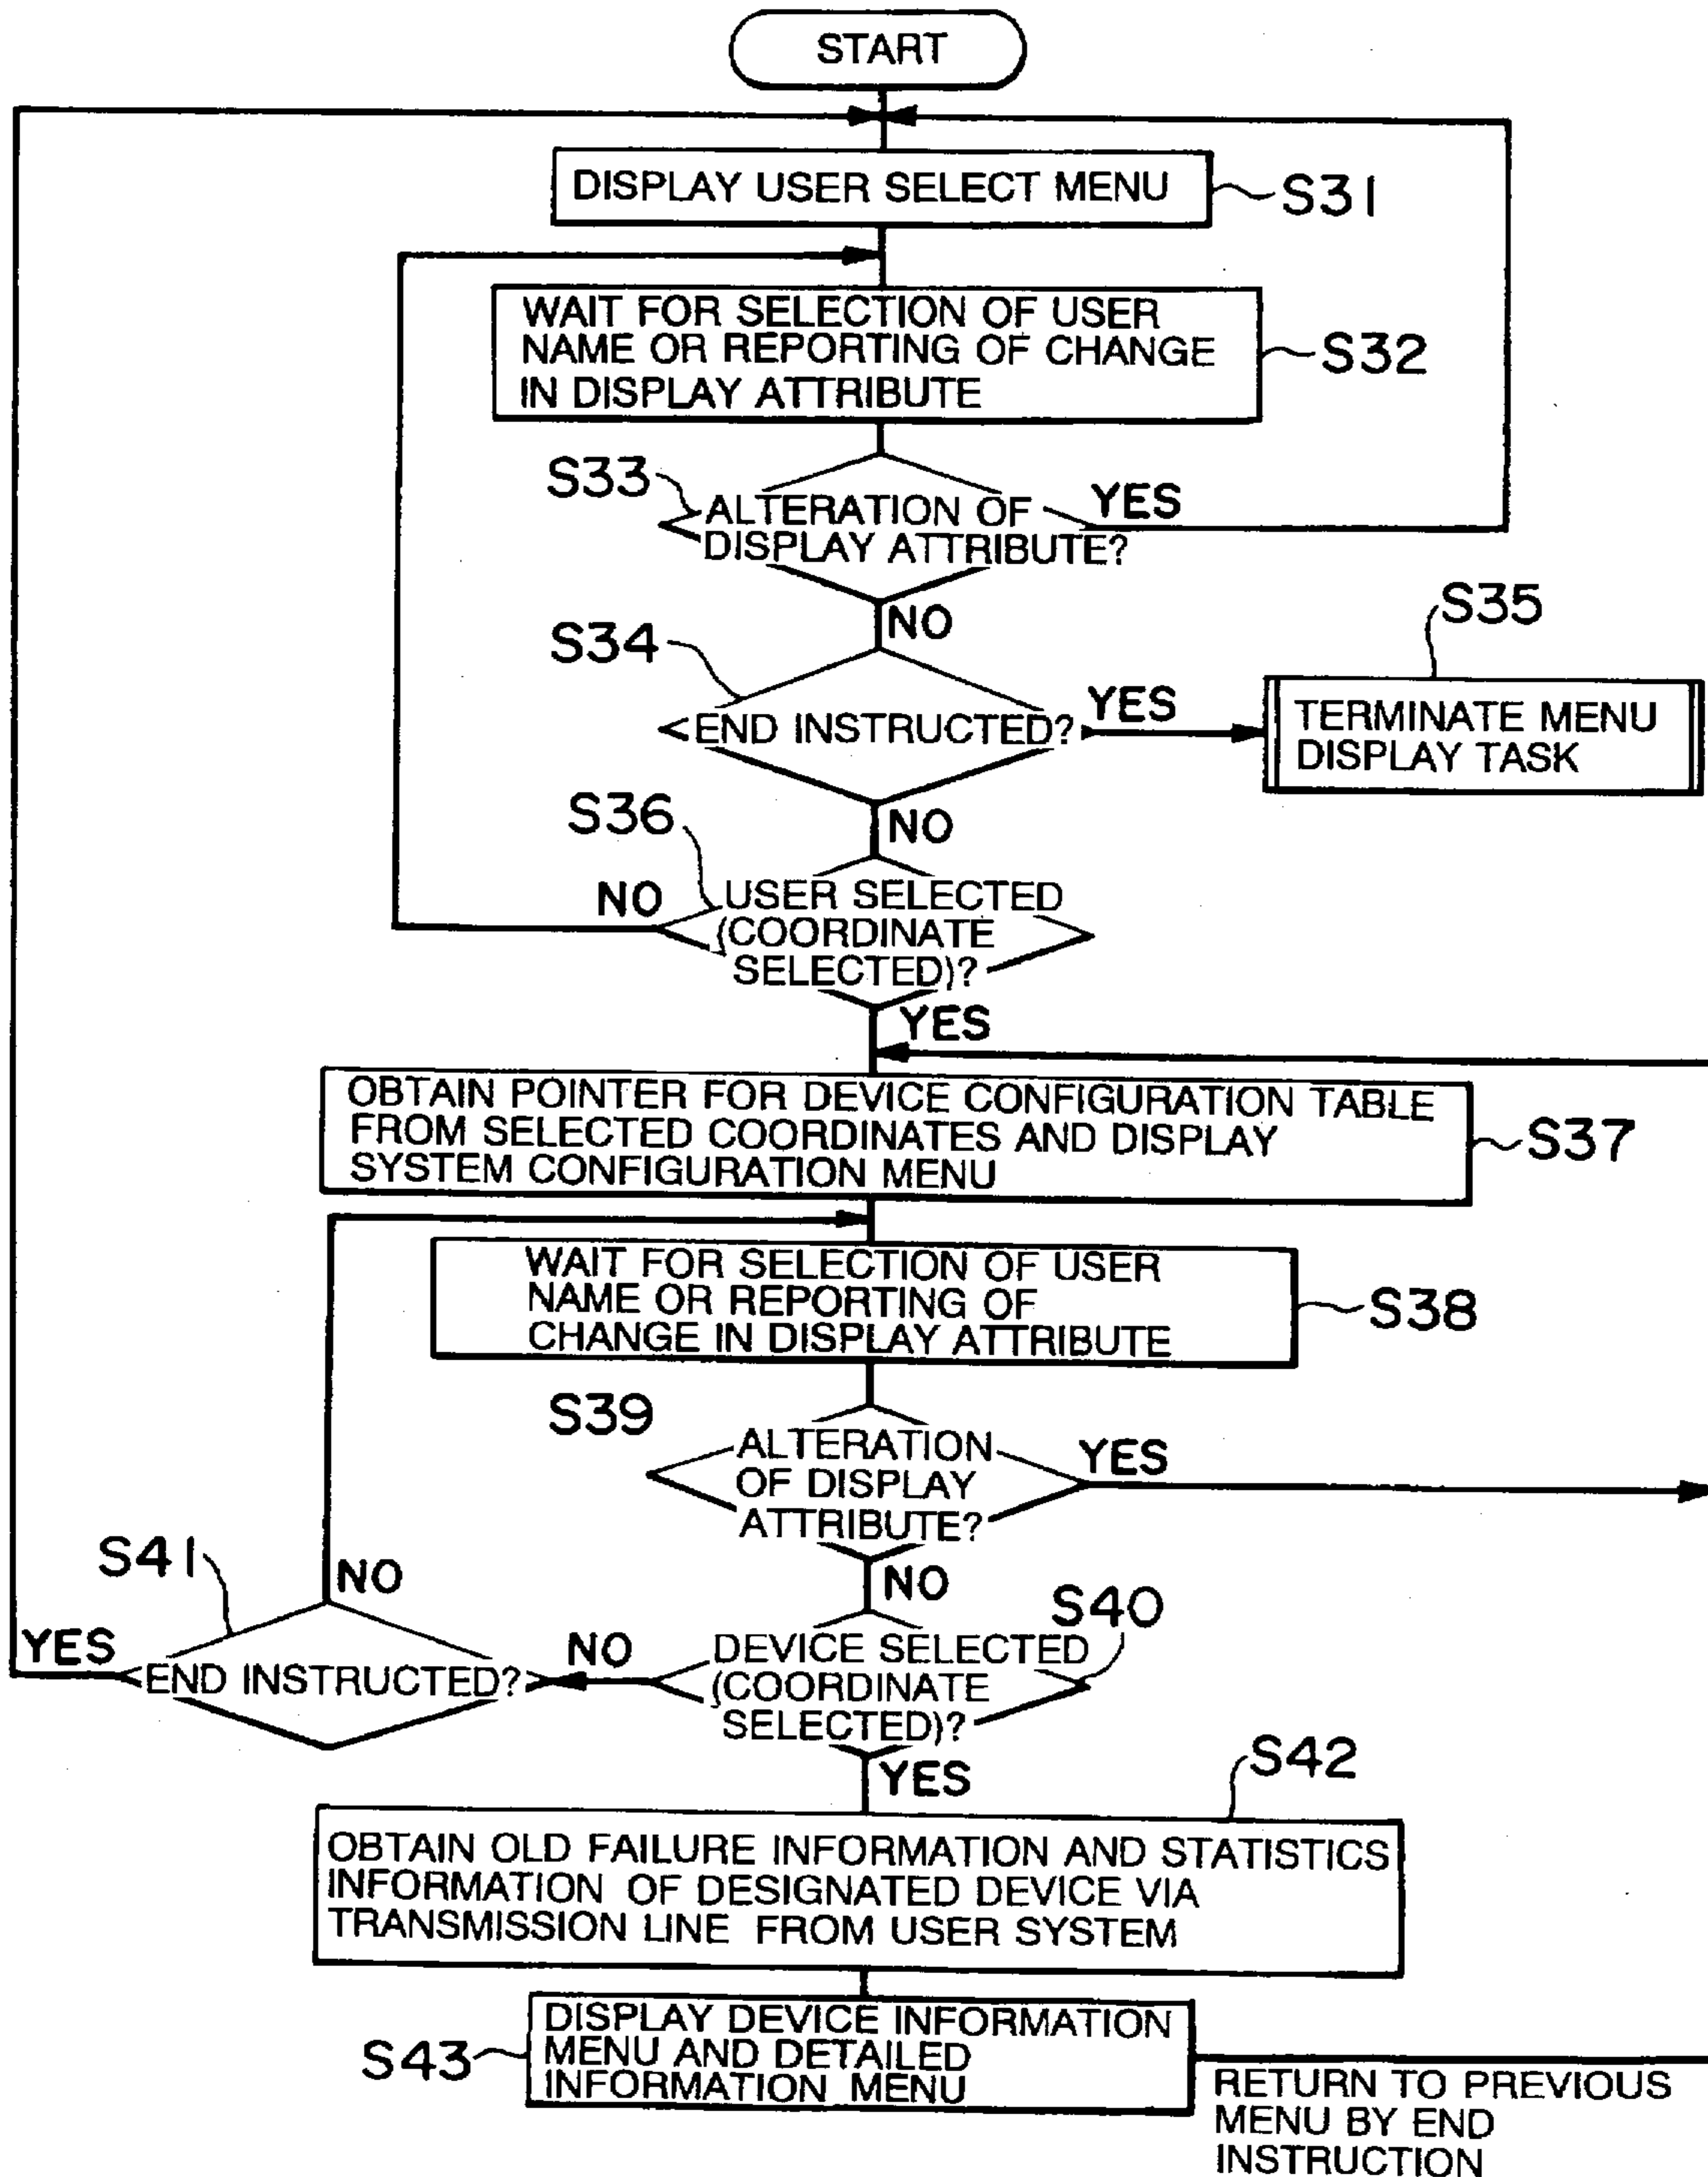 START
DISPLAY USER SELECT MENU
S31
WAIT FOR SELECTION OF USER
NAME OR REPORTING OF CHANGE
IN DISPLAY ATTRIBUTE
S32
S33
ALTERATION OF
DISPLAY ATTRIBUTE?
YES
NO
S34
END INSTRUCTED?
YES
S35
TERMINATE MENU
DISPLAY TASK
NO
S36
NO
USER SELECTED
(COORDINATE
SELECTED)?
YES
OBTAIN POINTER FOR DEVICE CONFIGURATION TABLE
FROM SELECTED COORDINATES AND DISPLAY
SYSTEM CONFIGURATION MENU
S37
WAIT FOR SELECTION OF USER
NAME OR REPORTING OF
CHANGE IN DISPLAY ATTRIBUTE
S38
S39
ALTERATION
OF DISPLAY
ATTRIBUTE?
YES
NO
S41
NO
YES
END INSTRUCTED?
NO
S40
DEVICE SELECTED
(COORDINATE
SELECTED)?
YES
S42
OBTAIN OLD FAILURE INFORMATION AND STATISTICS
INFORMATION OF DESIGNATED DEVICE VIA
TRANSMISSION LINE FROM USER SYSTEM
S43
DISPLAY DEVICE INFORMATION
MENU AND DETAILED
INFORMATION MENU
RETURN TO PREVIOUS
MENU BY END
INSTRUCTION